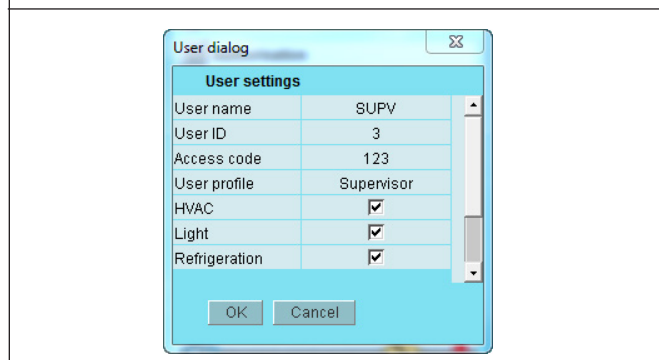 User dialog
User settings
User name SUPV
User ID 3
Access code 123
User profile Supervisor
HVAC
Light
Refrigeration
OK Cancel